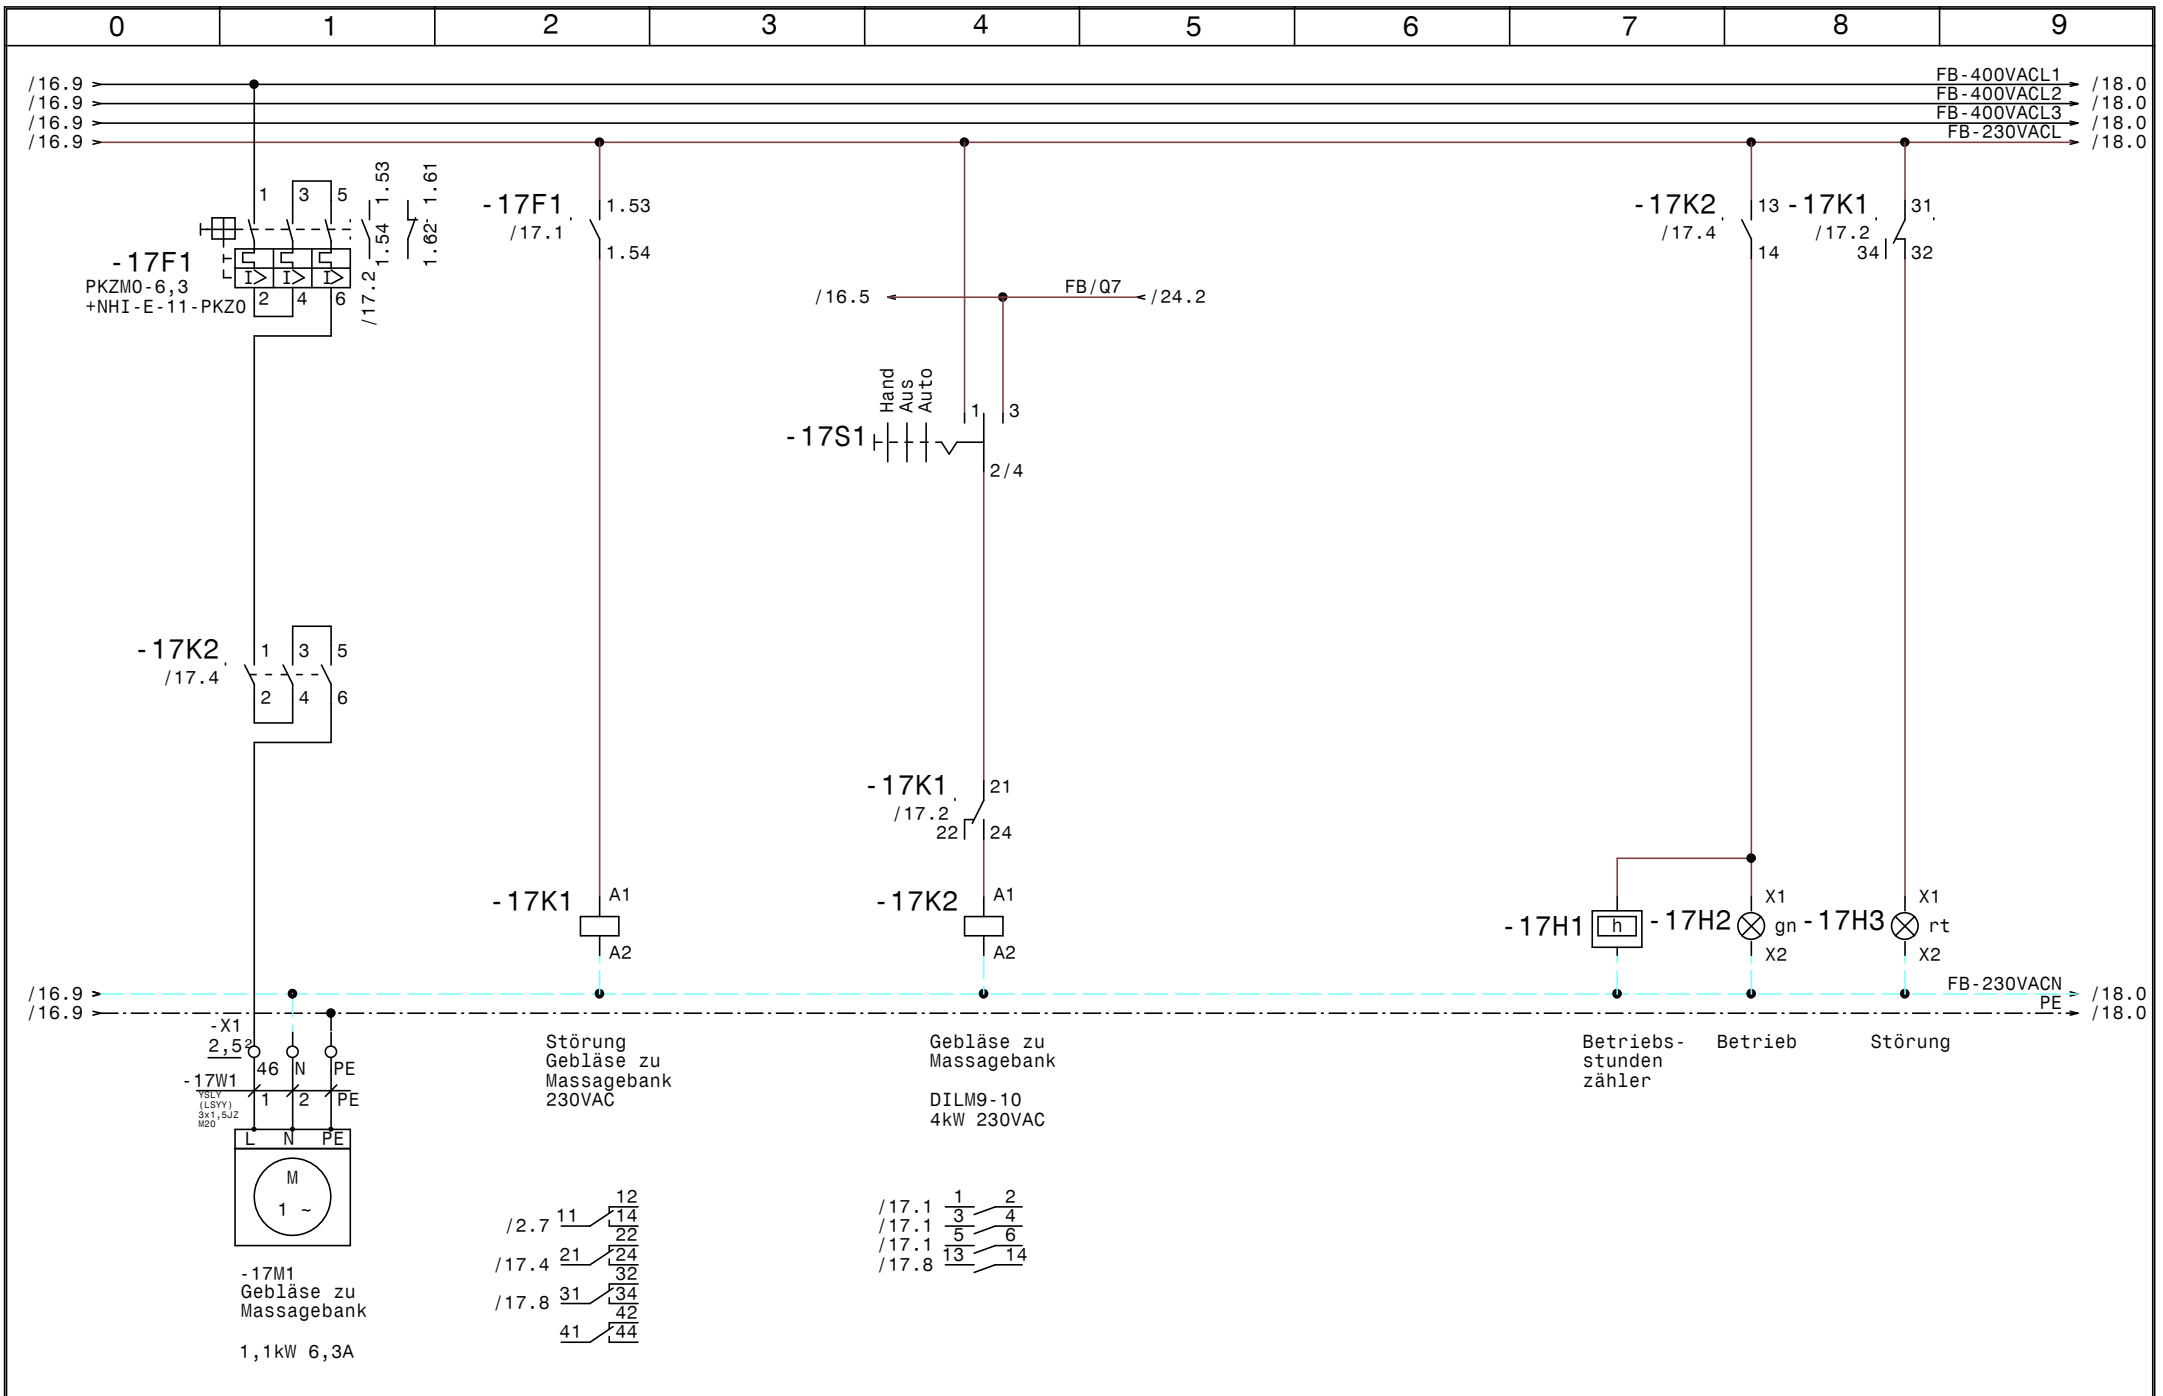 0 1 2 3 4 5 6 7 8 9
/16.9 FB-400VACL1 /18.0
/16.9 FB-400VACL2 /18.0
/16.9 FB-400VACL3 /18.0
/16.9 FB-230VACL /18.0
1 3 5
1.53
1.54
1.61
1.62
-17F1
PKZM0-6,3
+NHI-E-11-PKZ0
I> I> I>
2 4 6
/17.2
-17F1
/17.1
1.53
1.54
/16.5 FB/Q7 /24.2
Hand
Aus
Auto
-17S1
1 3
2/4
-17K2
/17.4
13
14
-17K1
/17.2
31
34 32
-17K2
/17.4
1 3 5
2 4 6
-17K1
/17.2
21
22 24
-17K1
A1
A2
-17K2
A1
A2
-17H1
h
-17H2
X1
gn
X2
-17H3
X1
rt
X2
/16.9 FB-230VACN /18.0
/16.9 PE /18.0
-X1
2,5²
46 N PE
-17W1
YSLY
(LSYY)
3x1,5JZ
M20
1 2 PE
L N PE
M
1 ~
-17M1
Gebläse zu
Massagebank
1,1kW 6,3A
Störung
Gebläse zu
Massagebank
230VAC
Gebläse zu
Massagebank
DILM9-10
4kW 230VAC
Betriebs-
stunden
zähler
Betrieb
Störung
12
/2.7 11 14
22
/17.4 21 24
32
/17.8 31 34
42
41 44
/17.1 1 2
/17.1 3 4
/17.1 5 6
/17.8 13 14